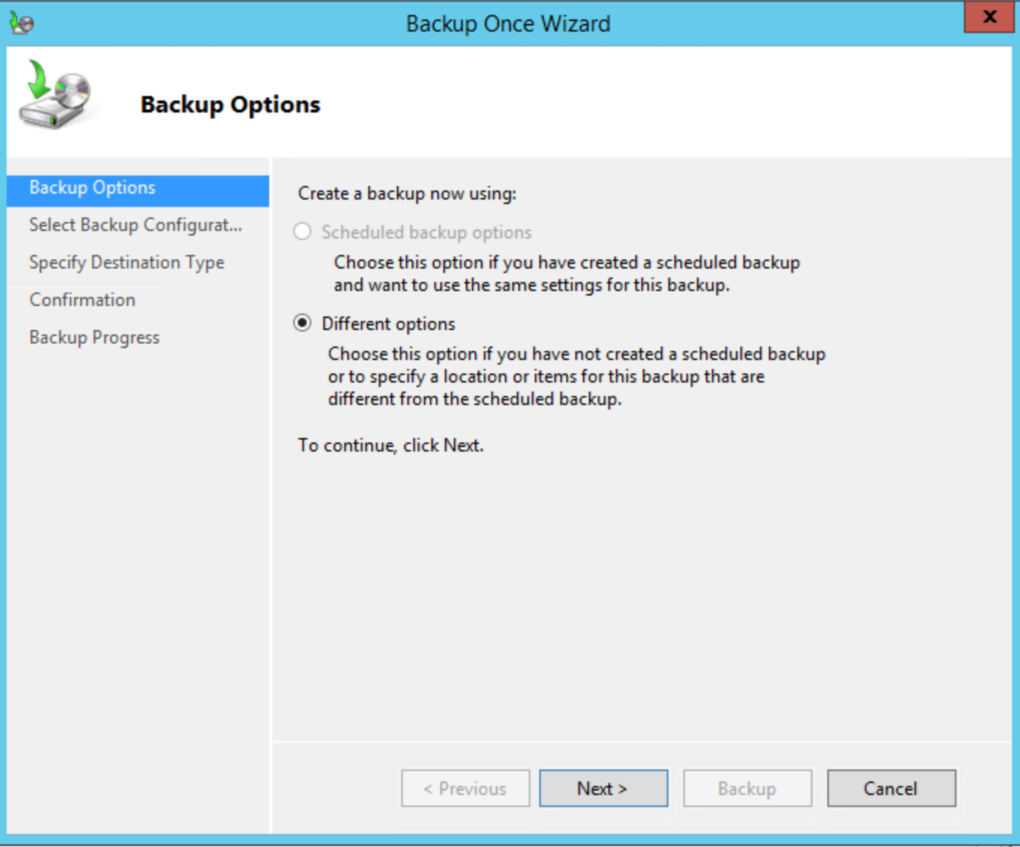 Backup Once Wizard
x
Backup Options
Backup Options
Select Backup Configurat...
Specify Destination Type
Confirmation
Backup Progress
Create a backup now using:
Scheduled backup options
Choose this option if you have created a scheduled backup
and want to use the same settings for this backup.
Different options
Choose this option if you have not created a scheduled backup
or to specify a location or items for this backup that are
different from the scheduled backup.
To continue, click Next.
< Previous
Next >
Backup
Cancel